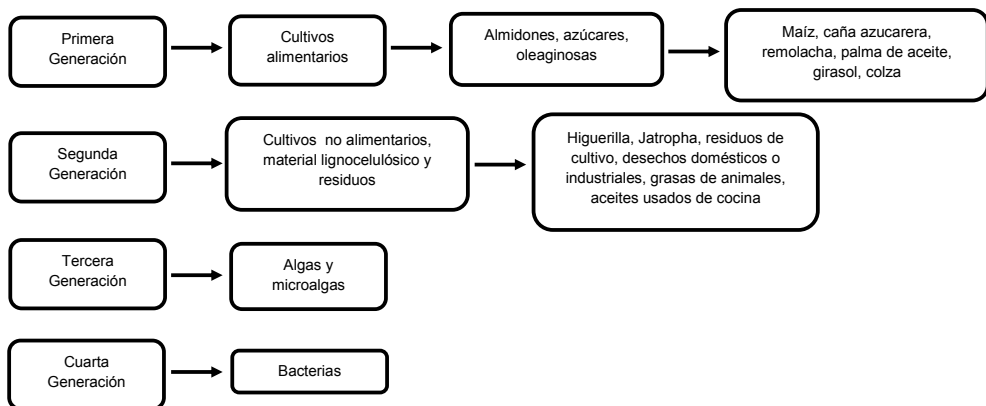 Primera
Generación
Cultivos
alimentarios
Almidones, azúcares,
oleaginosas
Maíz, caña azucarera,
remolacha, palma de aceite,
girasol, colza
Segunda
Generación
Cultivos no alimentarios,
material lignocelulósico y
residuos
Higuerilla, Jatropha, residuos de
cultivo, desechos domésticos o
industriales, grasas de animales,
aceites usados de cocina
Tercera
Generación
Algas y
microalgas
Cuarta
Generación
Bacterias